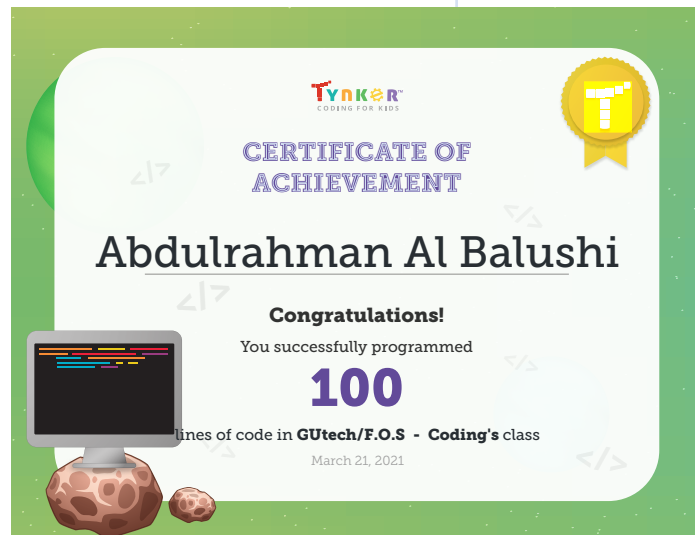 TYNKER™
CODING FOR KIDS
T
CERTIFICATE OF
ACHIEVEMENT
</>
</>
Abdulrahman Al Balushi
</>
Congratulations!
You successfully programmed
</>
100
lines of code in GUtech/F.O.S - Coding's class
</>
March 21, 2021
</>